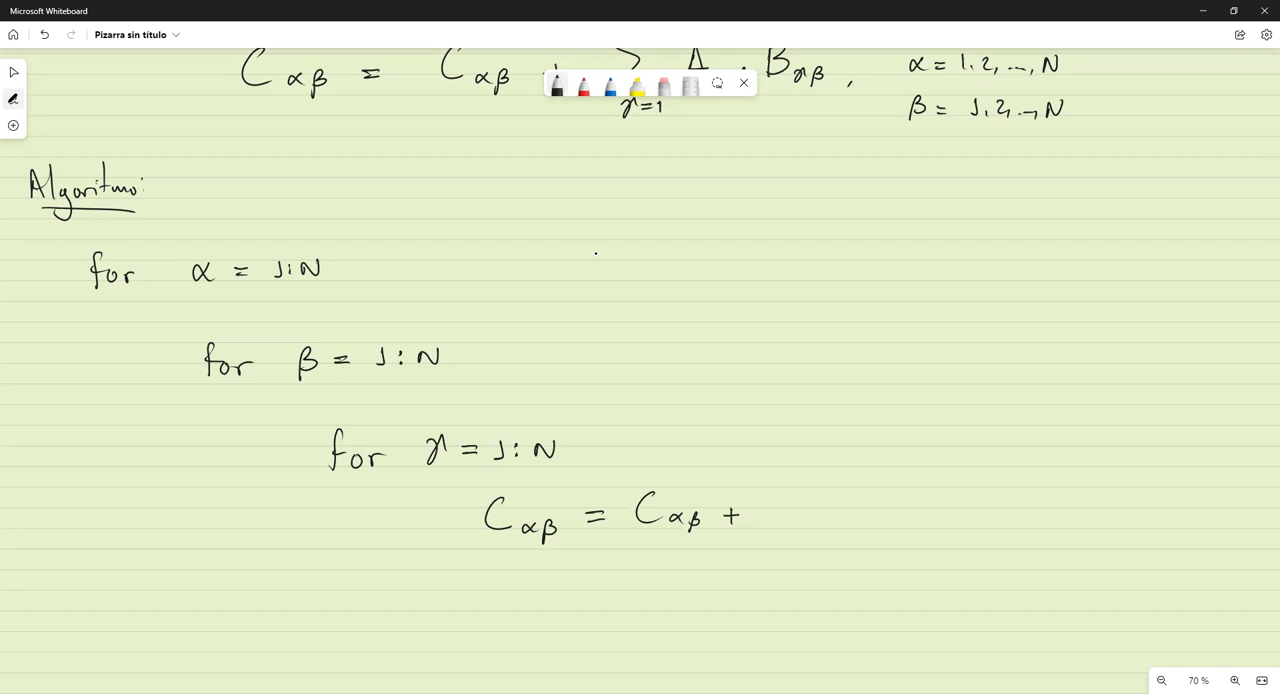 Microsoft Whiteboard
Pizarra sin título
C αβ = C αβ B γβ , α = 1, 2, ..., N
γ=1 β = 1, 2, ..., N
Algoritmo:
for α = 1:N
for β = 1:N
for γ = 1:N
C αβ = C αβ +
70 %